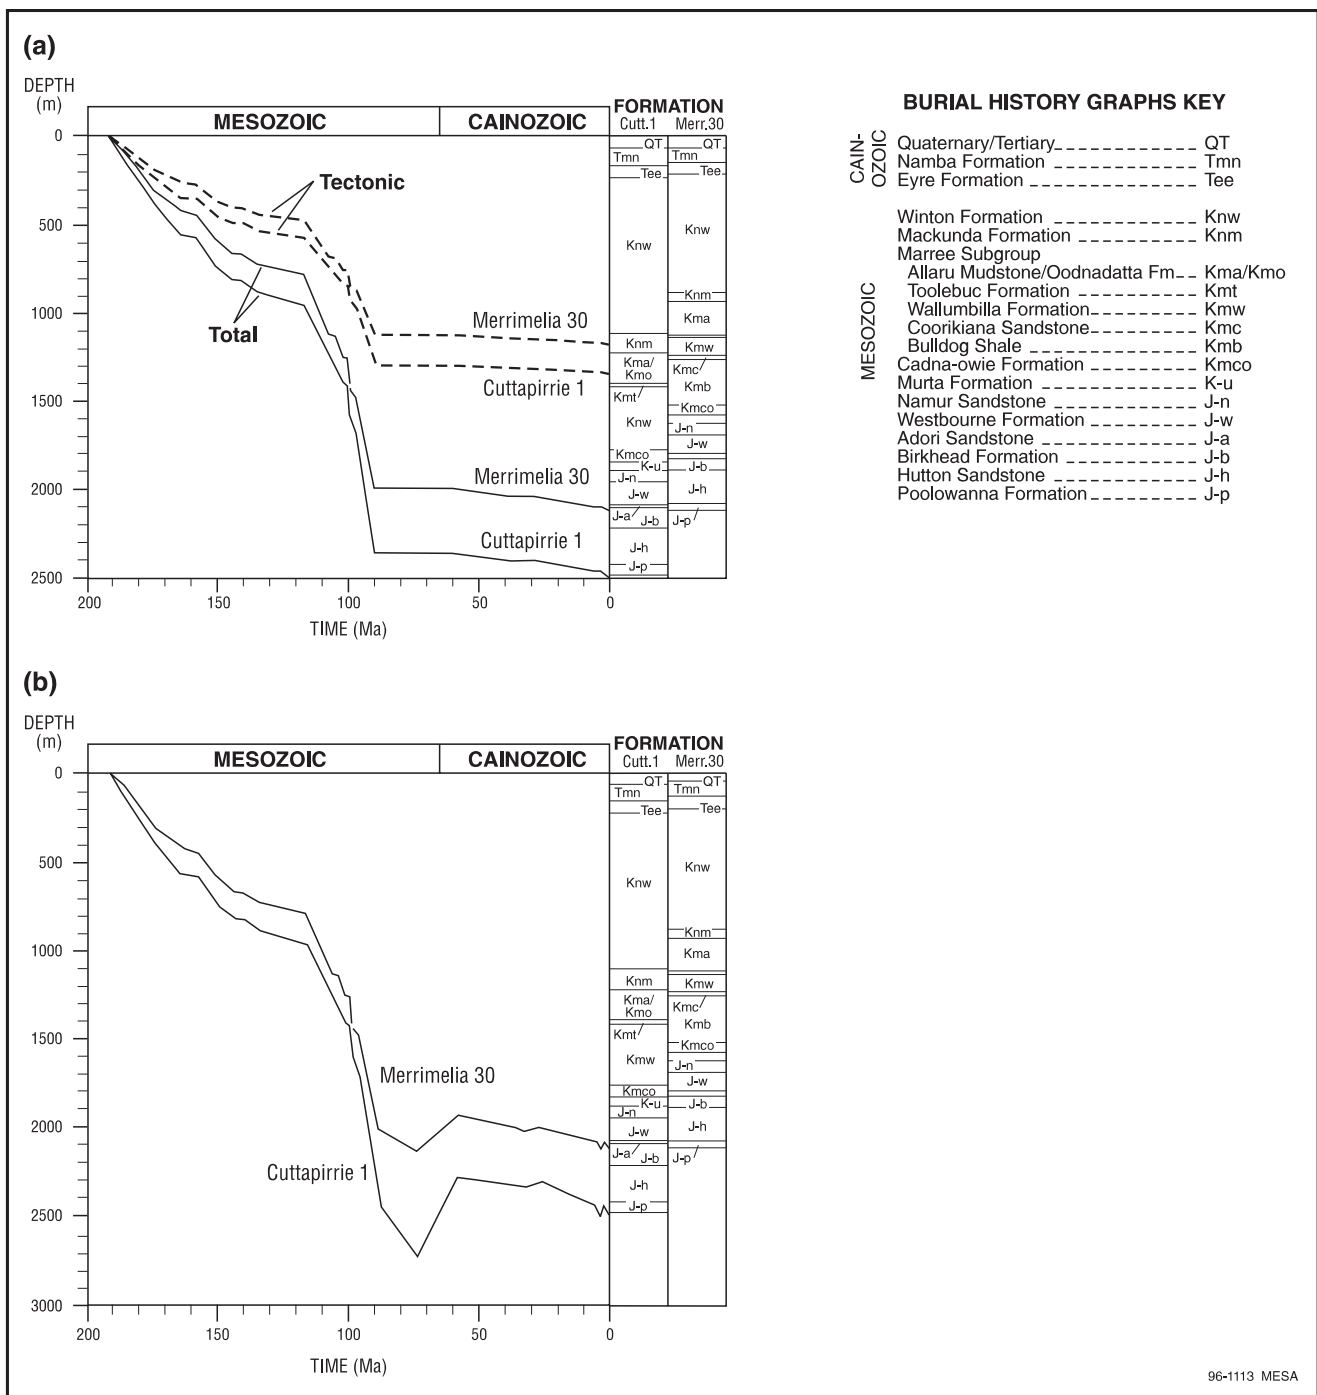 (a)
DEPTH
(m)
MESOZOIC CAINOZOIC
FORMATION
Cutt.1 Merr.30
0
500
1000
1500
2000
2500
200 150 100 50 0
TIME (Ma)
Tectonic
Total
Merrimelia 30
Cuttapirrie 1
Merrimelia 30
Cuttapirrie 1
QT
Tmn
Tee
Knw
Knm
Kma/
Kmo
Kmt
Knw
Kmco
K-u
J-n
J-w
J-a
J-b
J-h
J-p
QT
Tmn
Tee
Knw
Knm
Kma
Kmw
Kmc
Kmb
Kmco
J-n
J-w
J-b
J-h
J-p
BURIAL HISTORY GRAPHS KEY
CAIN-
OZOIC
Quaternary/Tertiary QT
Namba Formation Tmn
Eyre Formation Tee
MESOZOIC
Winton Formation Knw
Mackunda Formation Knm
Marree Subgroup
Allaru Mudstone/Oodnadatta Fm Kma/Kmo
Toolebuc Formation Kmt
Wallumbilla Formation Kmw
Coorikiana Sandstone Kmc
Bulldog Shale Kmb
Cadna-owie Formation Kmco
Murta Formation K-u
Namur Sandstone J-n
Westbourne Formation J-w
Adori Sandstone J-a
Birkhead Formation J-b
Hutton Sandstone J-h
Poolowanna Formation J-p
(b)
DEPTH
(m)
MESOZOIC CAINOZOIC
FORMATION
Cutt.1 Merr.30
0
500
1000
1500
2000
2500
3000
200 150 100 50 0
TIME (Ma)
Merrimelia 30
Cuttapirrie 1
QT
Tmn
Tee
Knw
Knm
Kma/
Kmo
Kmt
Kmw
Kmco
K-u
J-n
J-w
J-a
J-b
J-h
J-p
QT
Tmn
Tee
Knw
Knm
Kma
Kmw
Kmc
Kmb
Kmco
J-n
J-w
J-b
J-h
J-p
96-1113 MESA